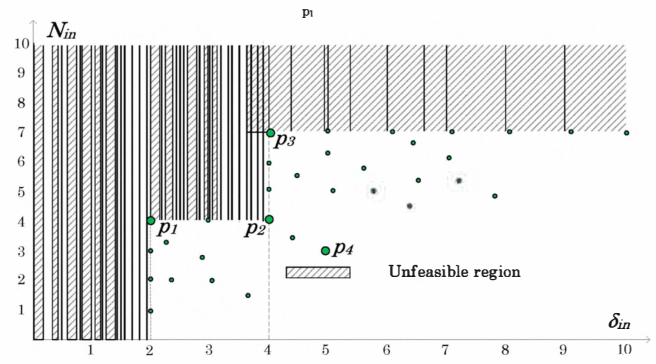 p₁
N_in
10
9
8
7
6
5
4
3
2
1
p₃
p₁
p₂
p₄
Unfeasible region
δ_in
1 2 3 4 5 6 7 8 9 10